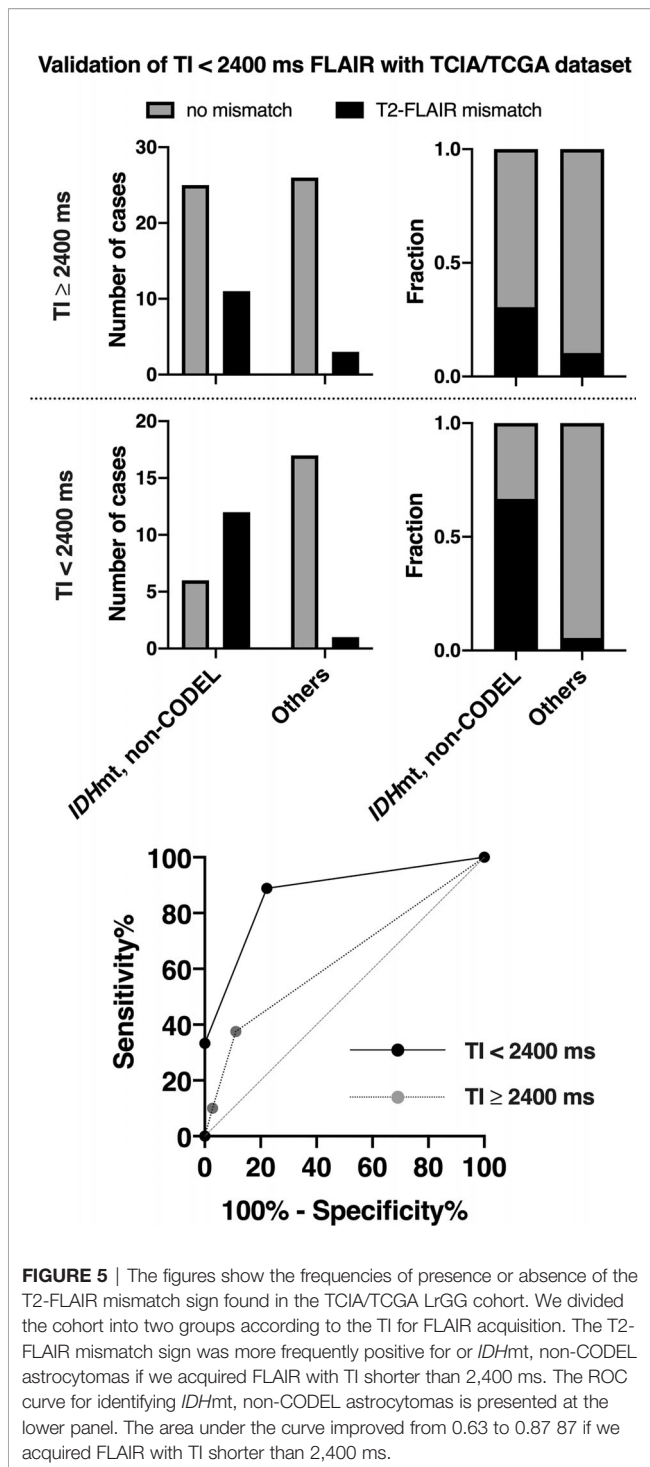 Validation of TI < 2400 ms FLAIR with TCIA/TCGA dataset
no mismatch
T2-FLAIR mismatch
TI ≥ 2400 ms
Number of cases
30
20
10
0
Fraction
1.0
0.5
0.0
TI < 2400 ms
Number of cases
20
15
10
5
0
IDHmt, non-CODEL
Others
Fraction
1.0
0.5
0.0
IDHmt, non-CODEL
Others
Sensitivity%
100
80
60
40
20
0
0 20 40 60 80 100
100% - Specificity%
TI < 2400 ms
TI ≥ 2400 ms
FIGURE 5 | The figures show the frequencies of presence or absence of the
T2-FLAIR mismatch sign found in the TCIA/TCGA LrGG cohort. We divided
the cohort into two groups according to the TI for FLAIR acquisition. The T2-
FLAIR mismatch sign was more frequently positive for or IDHmt, non-CODEL
astrocytomas if we acquired FLAIR with TI shorter than 2,400 ms. The ROC
curve for identifying IDHmt, non-CODEL astrocytomas is presented at the
lower panel. The area under the curve improved from 0.63 to 0.87 87 if we
acquired FLAIR with TI shorter than 2,400 ms.